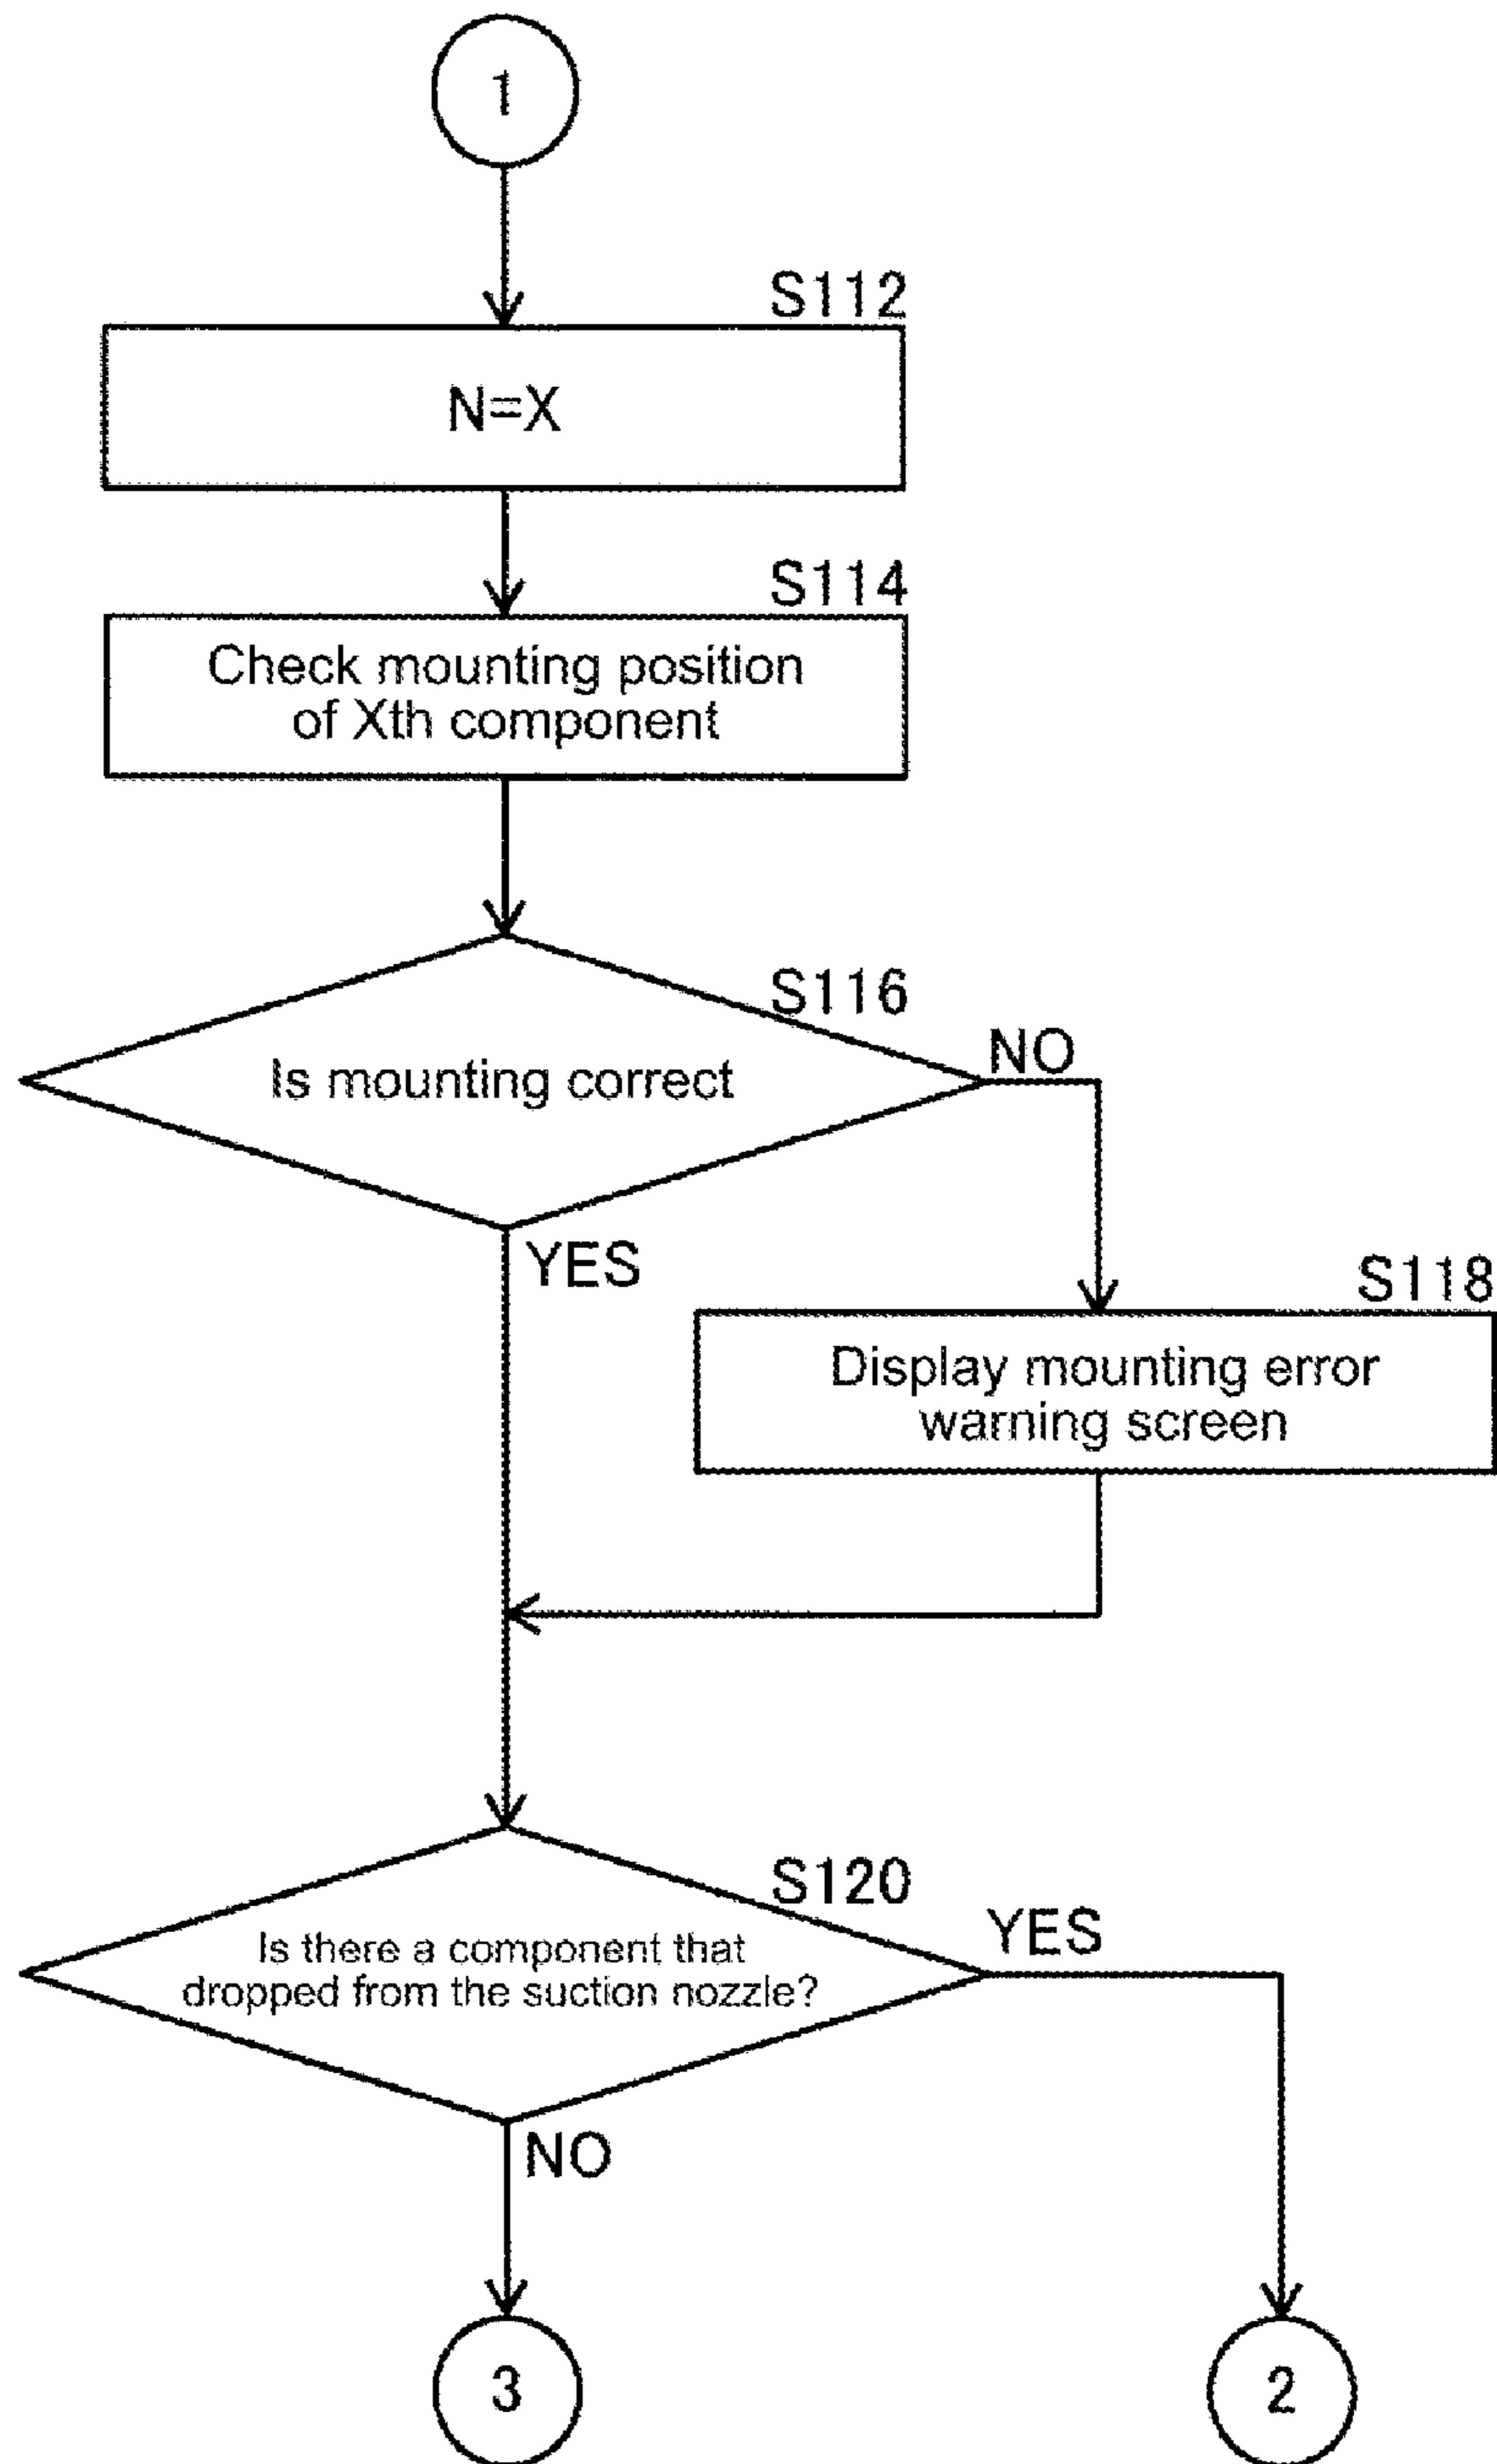 1
S112
N=X
S114
Check mounting position
of Xth component
S116
Is mounting correct
NO
YES
S118
Display mounting error
warning screen
S120
Is there a component that
dropped from the suction nozzle?
YES
NO
3
2